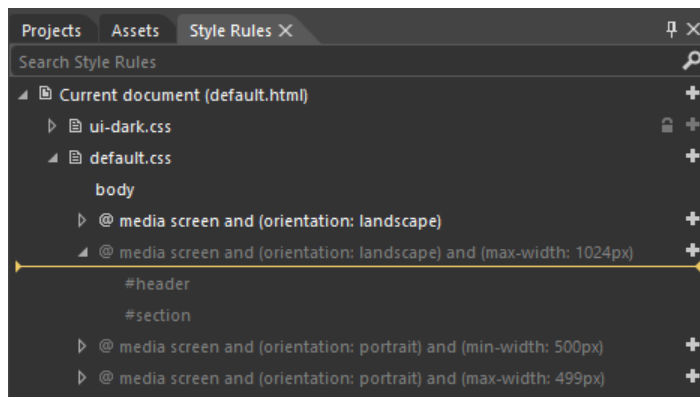 Projects Assets Style Rules
Search Style Rules
Current document (default.html)
ui-dark.css
default.css
body
@ media screen and (orientation: landscape)
@ media screen and (orientation: landscape) and (max-width: 1024px)
#header
#section
@ media screen and (orientation: portrait) and (min-width: 500px)
@ media screen and (orientation: portrait) and (max-width: 499px)